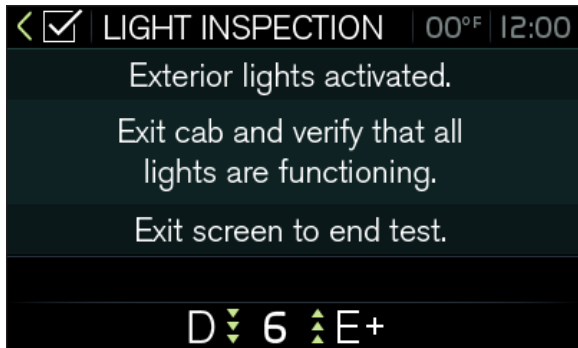 LIGHT INSPECTION 00°F 12:00
Exterior lights activated.
Exit cab and verify that all
lights are functioning.
Exit screen to end test.
D 6 E+